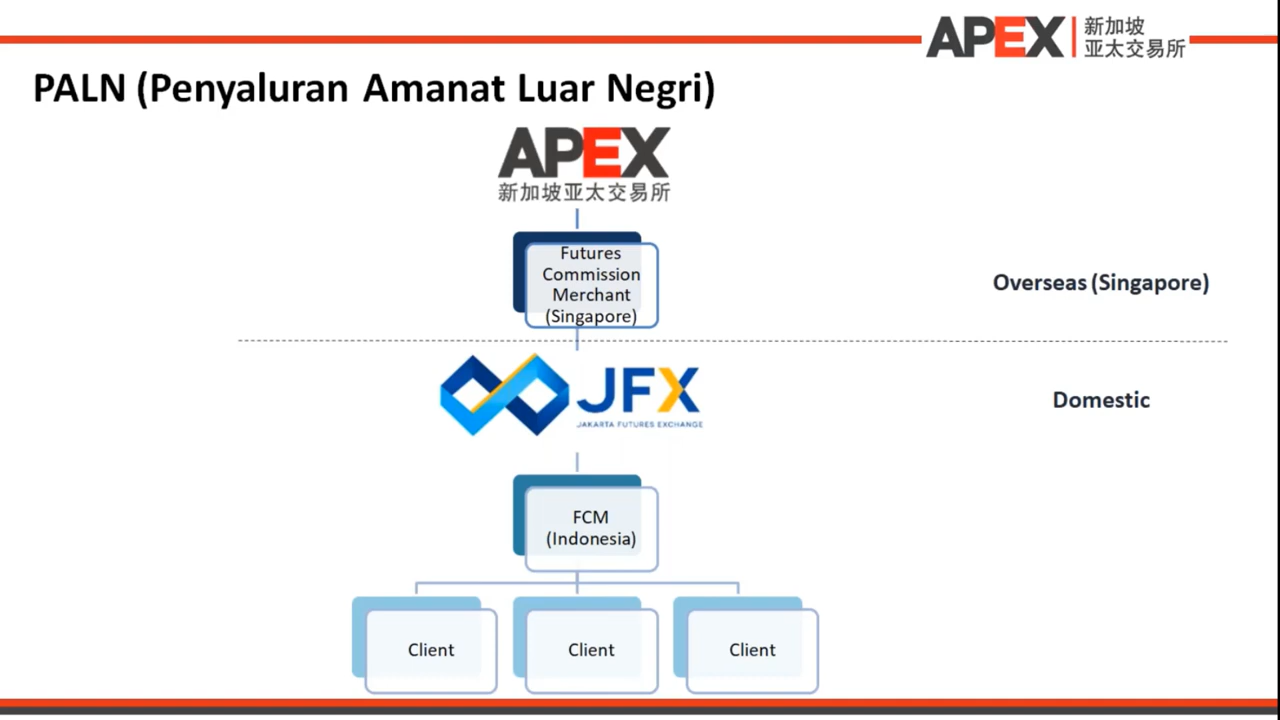 APEX 新加坡
亚太交易所
PALN (Penyaluran Amanat Luar Negri)
APEX
新加坡亚太交易所
Futures
Commission
Merchant
(Singapore)
Overseas (Singapore)
JFX
JAKARTA FUTURES EXCHANGE
Domestic
FCM
(Indonesia)
Client
Client
Client